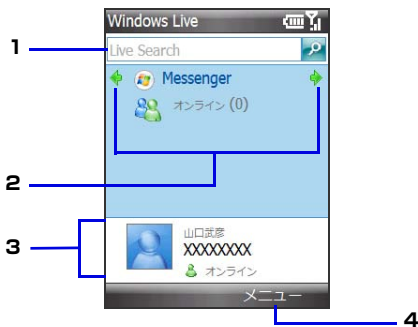 Windows Live
1
Live Search
Messenger
オンライン (0)
2
3
山口武彦
XXXXXXXX
オンライン
メニュー
4